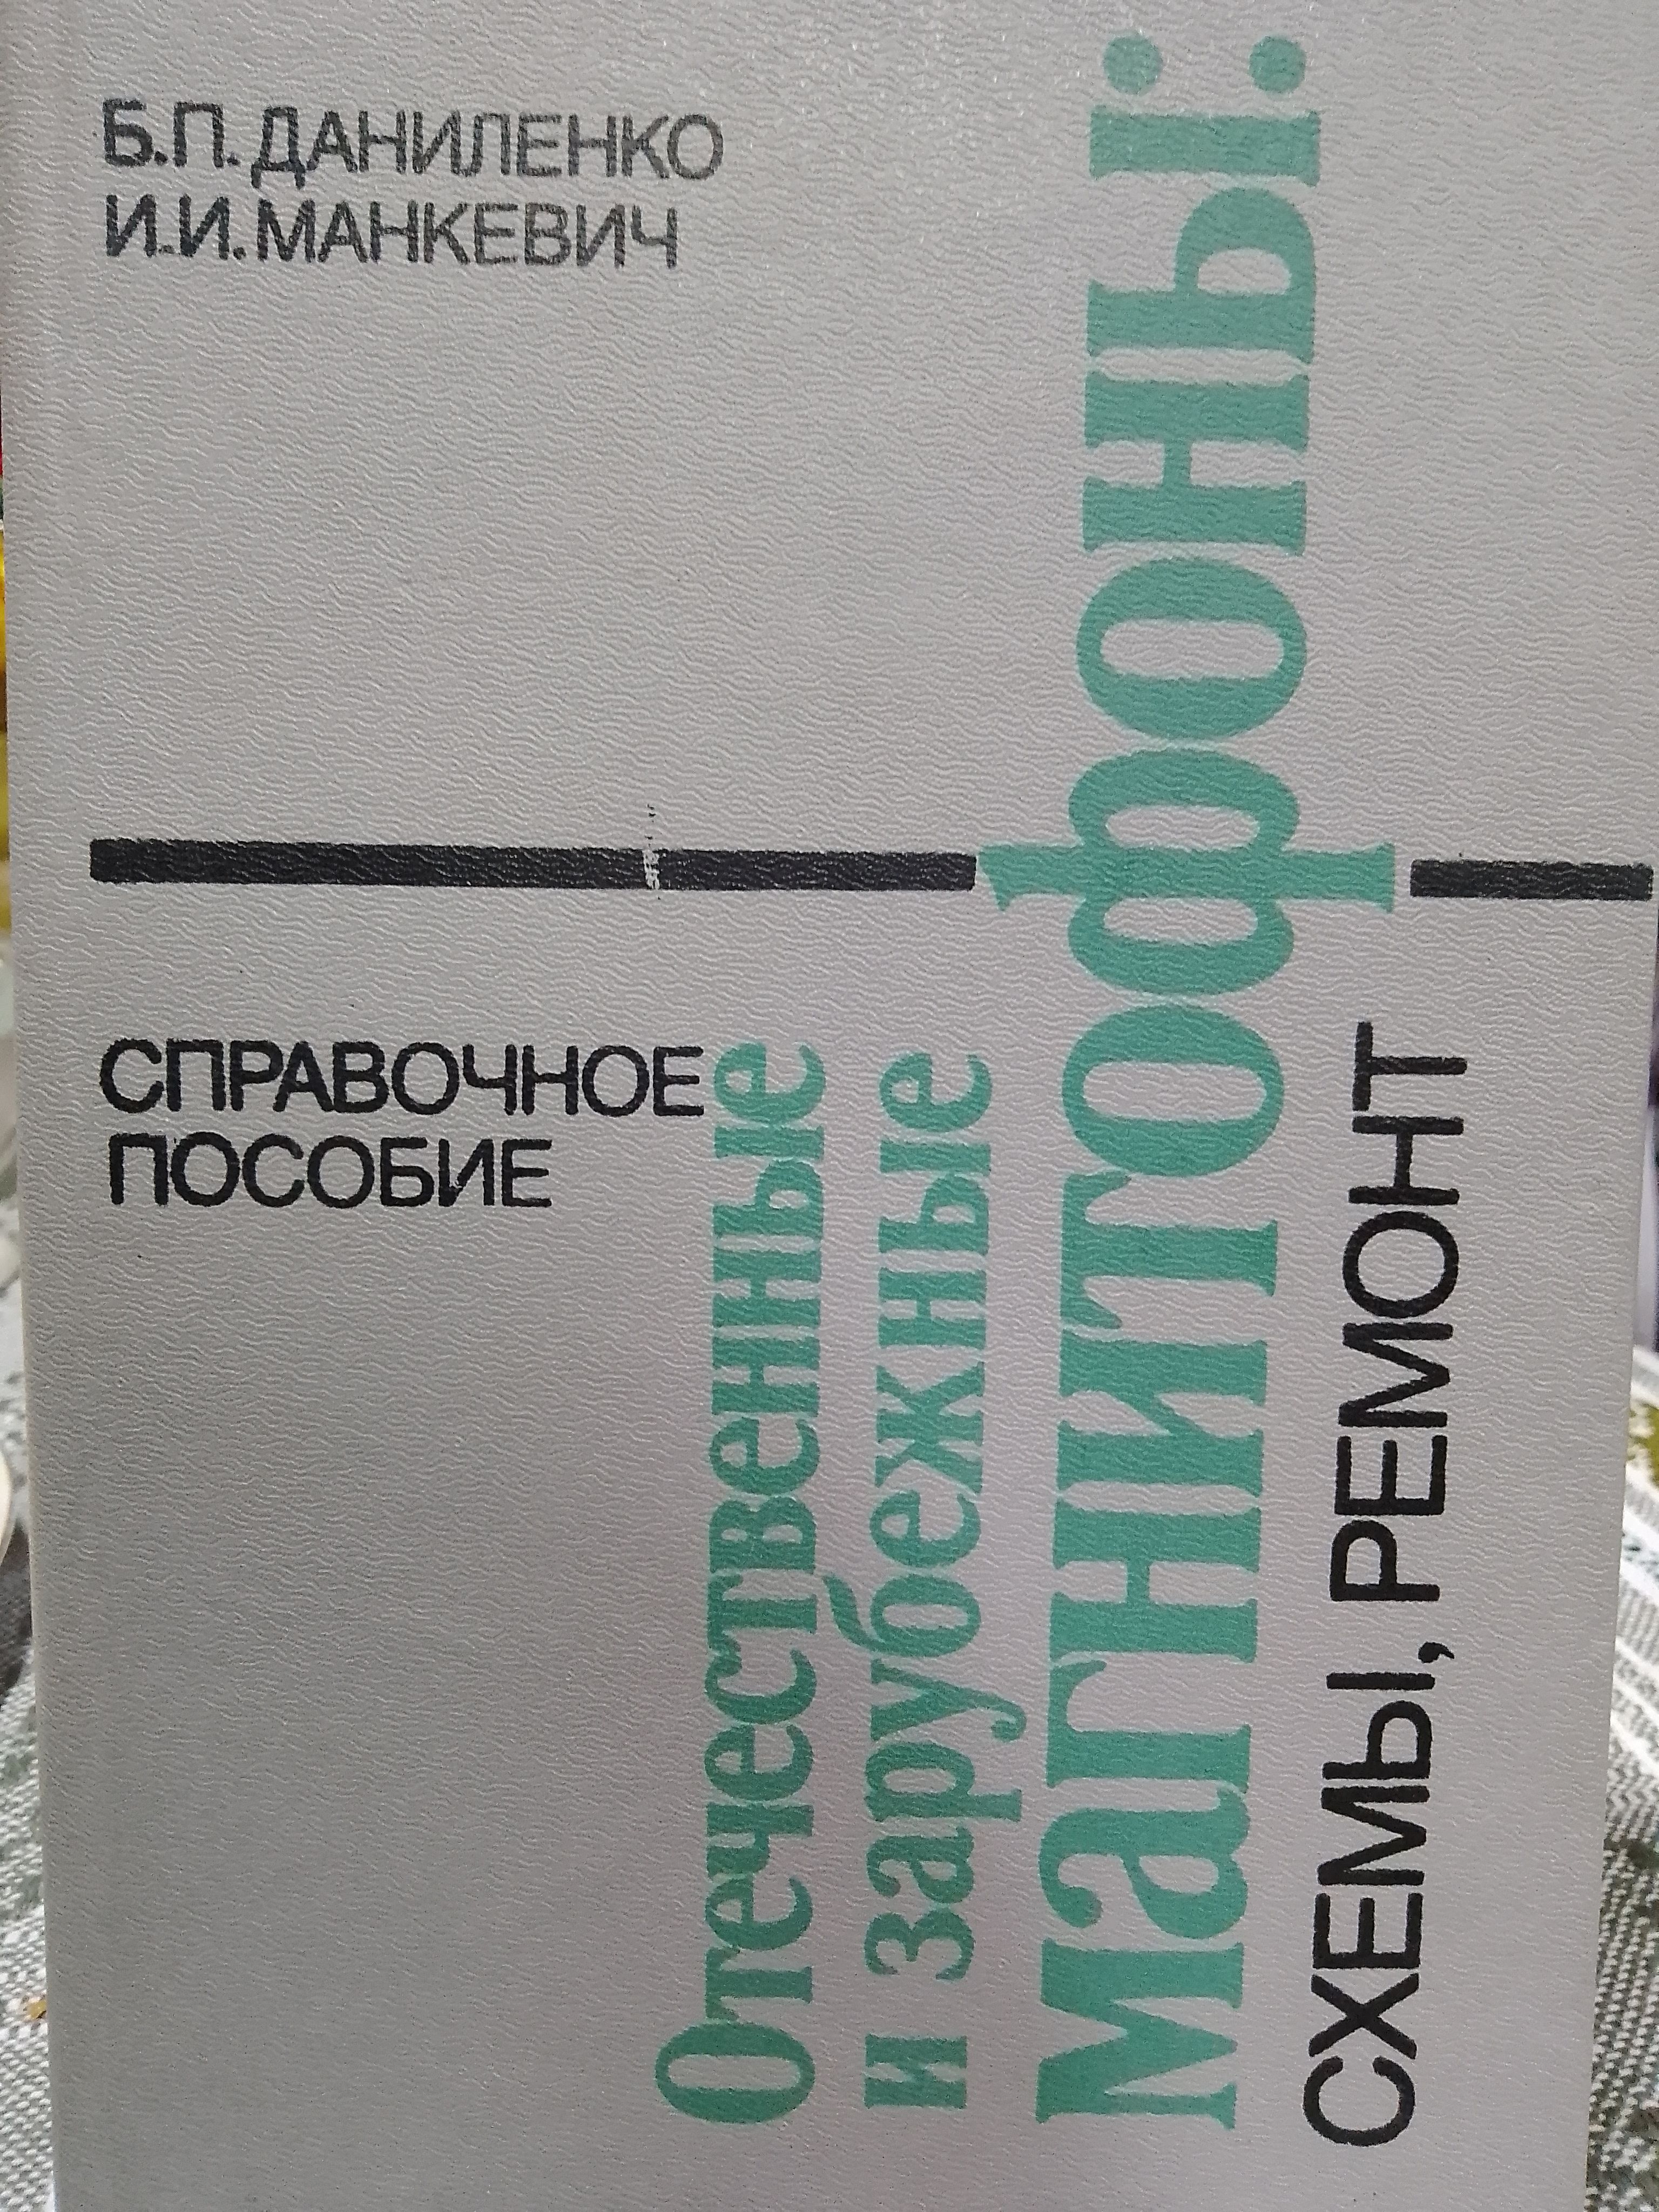 Б.П.ДАНИЛЕНКО
И.И.МАНКЕВИЧ
СПРАВОЧНОЕ
ПОСОБИЕ
Отечественные
и зарубежные
магнитофоны:
СХЕМЫ, РЕМОНТ